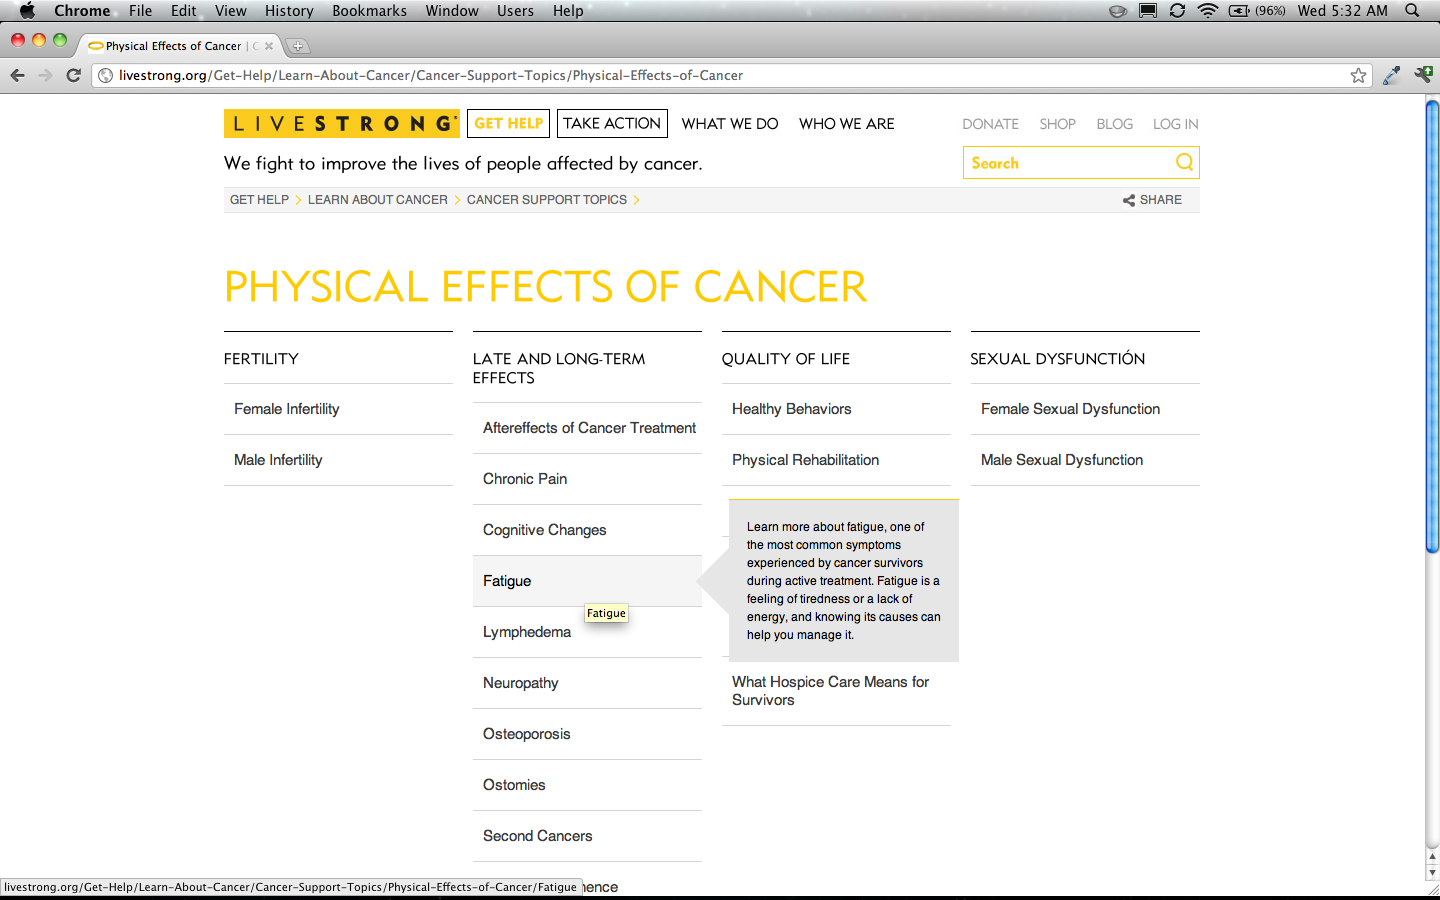 Chrome File Edit View History Bookmarks Window Users Help (96%) Wed 5:32 AM
Physical Effects of Cancer | C
livestrong.org/Get-Help/Learn-About-Cancer/Cancer-Support-Topics/Physical-Effects-of-Cancer
LIVESTRONG GET HELP TAKE ACTION WHAT WE DO WHO WE ARE DONATE SHOP BLOG LOG IN
We fight to improve the lives of people affected by cancer.
Search
GET HELP LEARN ABOUT CANCER CANCER SUPPORT TOPICS SHARE
PHYSICAL EFFECTS OF CANCER
FERTILITY
Female Infertility
Male Infertility
LATE AND LONG-TERM
EFFECTS
Aftereffects of Cancer Treatment
Chronic Pain
Cognitive Changes
Fatigue
Fatigue
Lymphedema
Neuropathy
Osteoporosis
Ostomies
Second Cancers
QUALITY OF LIFE
Healthy Behaviors
Physical Rehabilitation
Learn more about fatigue, one of
the most common symptoms
experienced by cancer survivors
during active treatment. Fatigue is a
feeling of tiredness or a lack of
energy, and knowing its causes can
help you manage it.
What Hospice Care Means for
Survivors
SEXUAL DYSFUNCTIÓN
Female Sexual Dysfunction
Male Sexual Dysfunction
livestrong.org/Get-Help/Learn-About-Cancer/Cancer-Support-Topics/Physical-Effects-of-Cancer/Fatigue